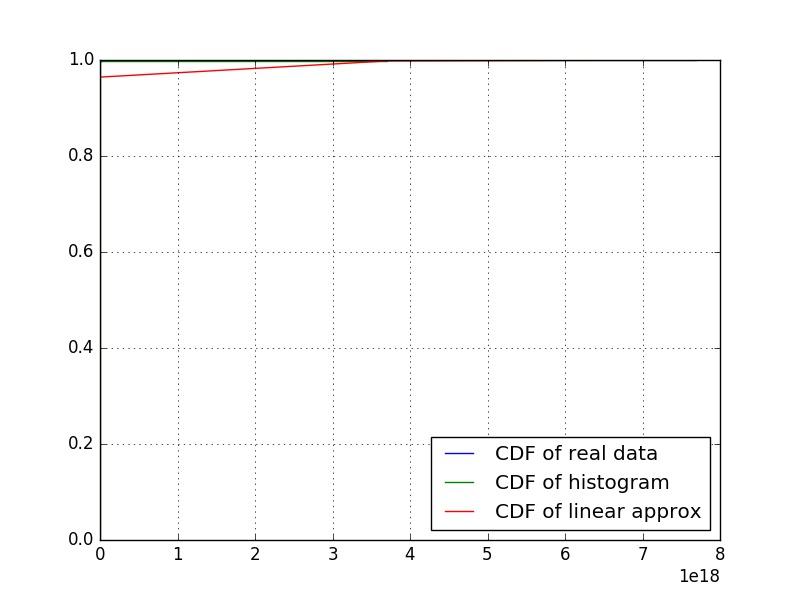 1.0
0.8
0.6
0.4
0.2
0.0
CDF of real data
CDF of histogram
CDF of linear approx
0 1 2 3 4 5 6 7 8
1e18